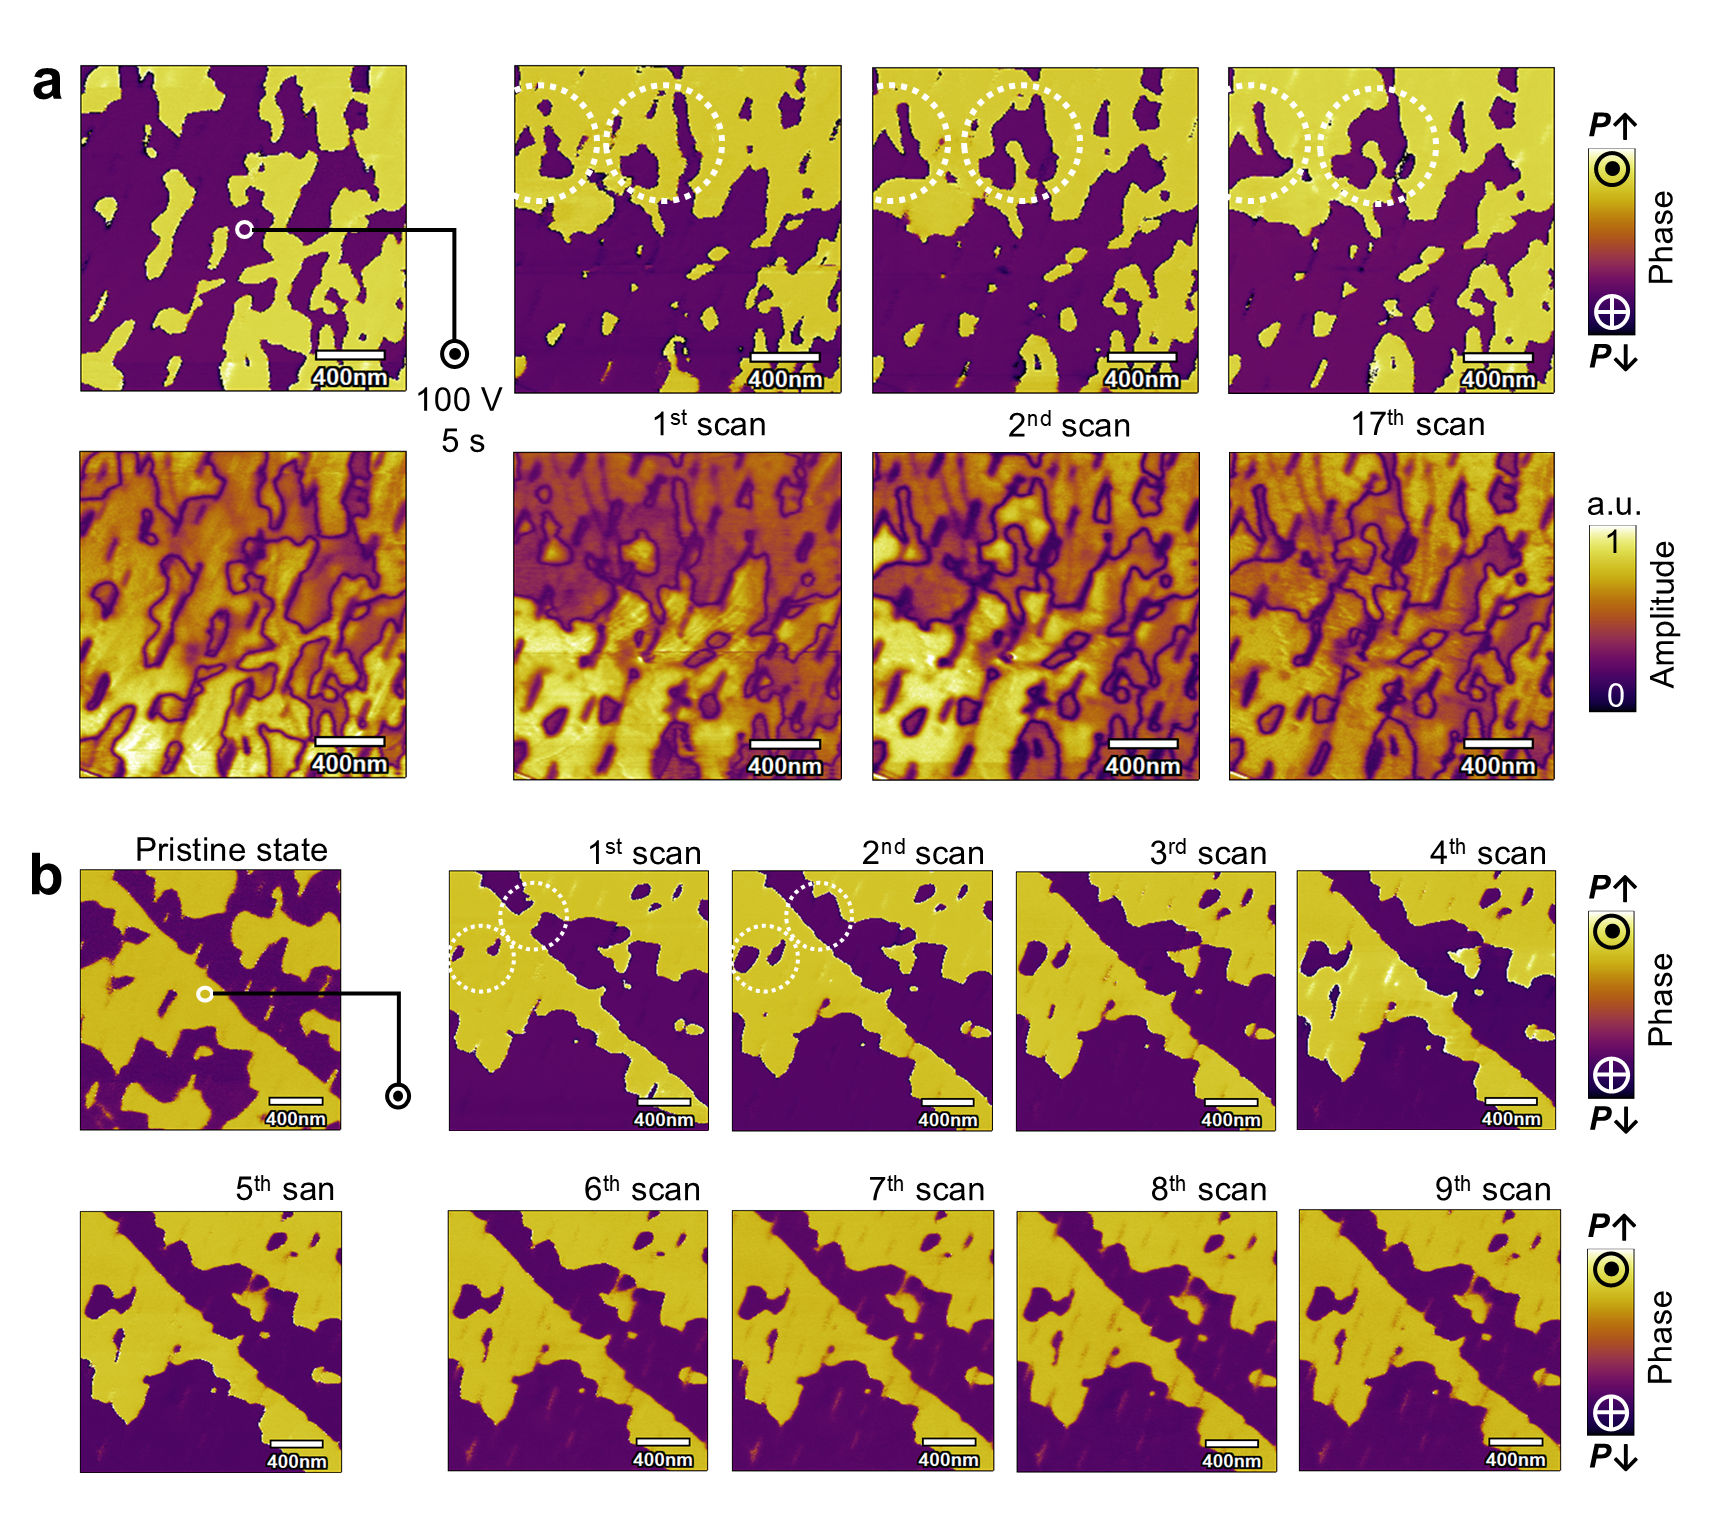 a
P↑
Phase
P↓
400nm
400nm
400nm
400nm
100 V
5 s
1st scan
2nd scan
17th scan
a.u.
1
Amplitude
0
400nm
400nm
400nm
400nm
b
Pristine state
1st scan
2nd scan
3rd scan
4th scan
P↑
Phase
P↓
400nm
400nm
400nm
400nm
400nm
5th san
6th scan
7th scan
8th scan
9th scan
P↑
Phase
P↓
400nm
400nm
400nm
400nm
400nm